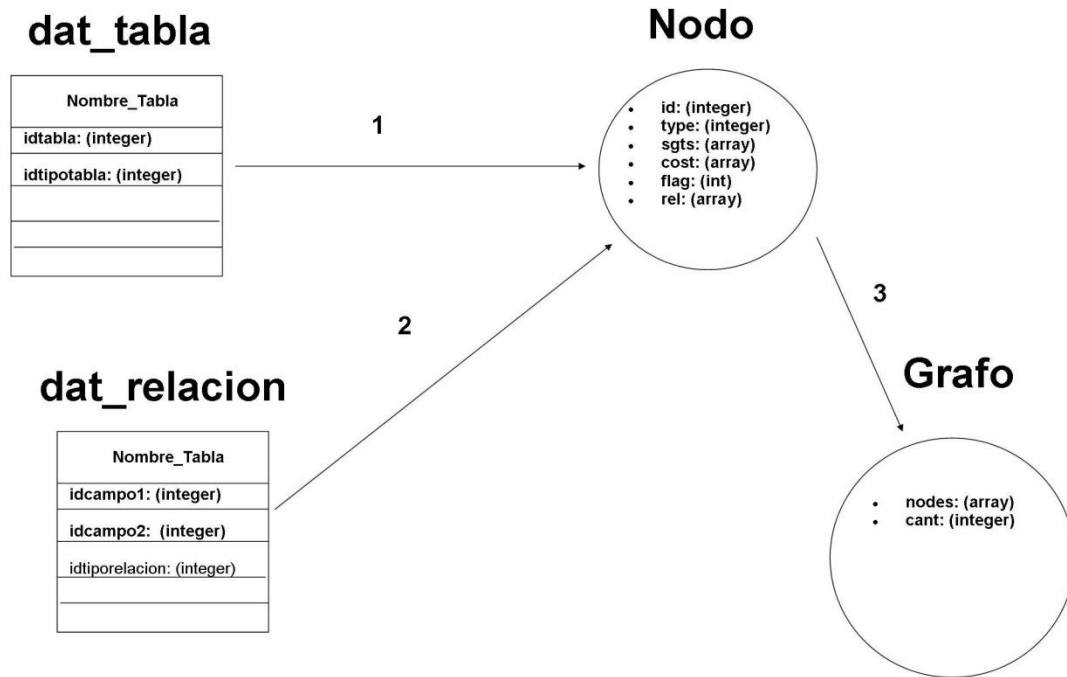 dat_tabla
Nombre_Tabla
idtabla: (integer)
idtipotabla: (integer)
1
Nodo
• id: (integer)
• type: (integer)
• sgts: (array)
• cost: (array)
• flag: (int)
• rel: (array)
2
3
dat_relacion
Nombre_Tabla
idcampo1: (integer)
idcampo2: (integer)
idtiporelacion: (integer)
Grafo
• nodes: (array)
• cant: (integer)